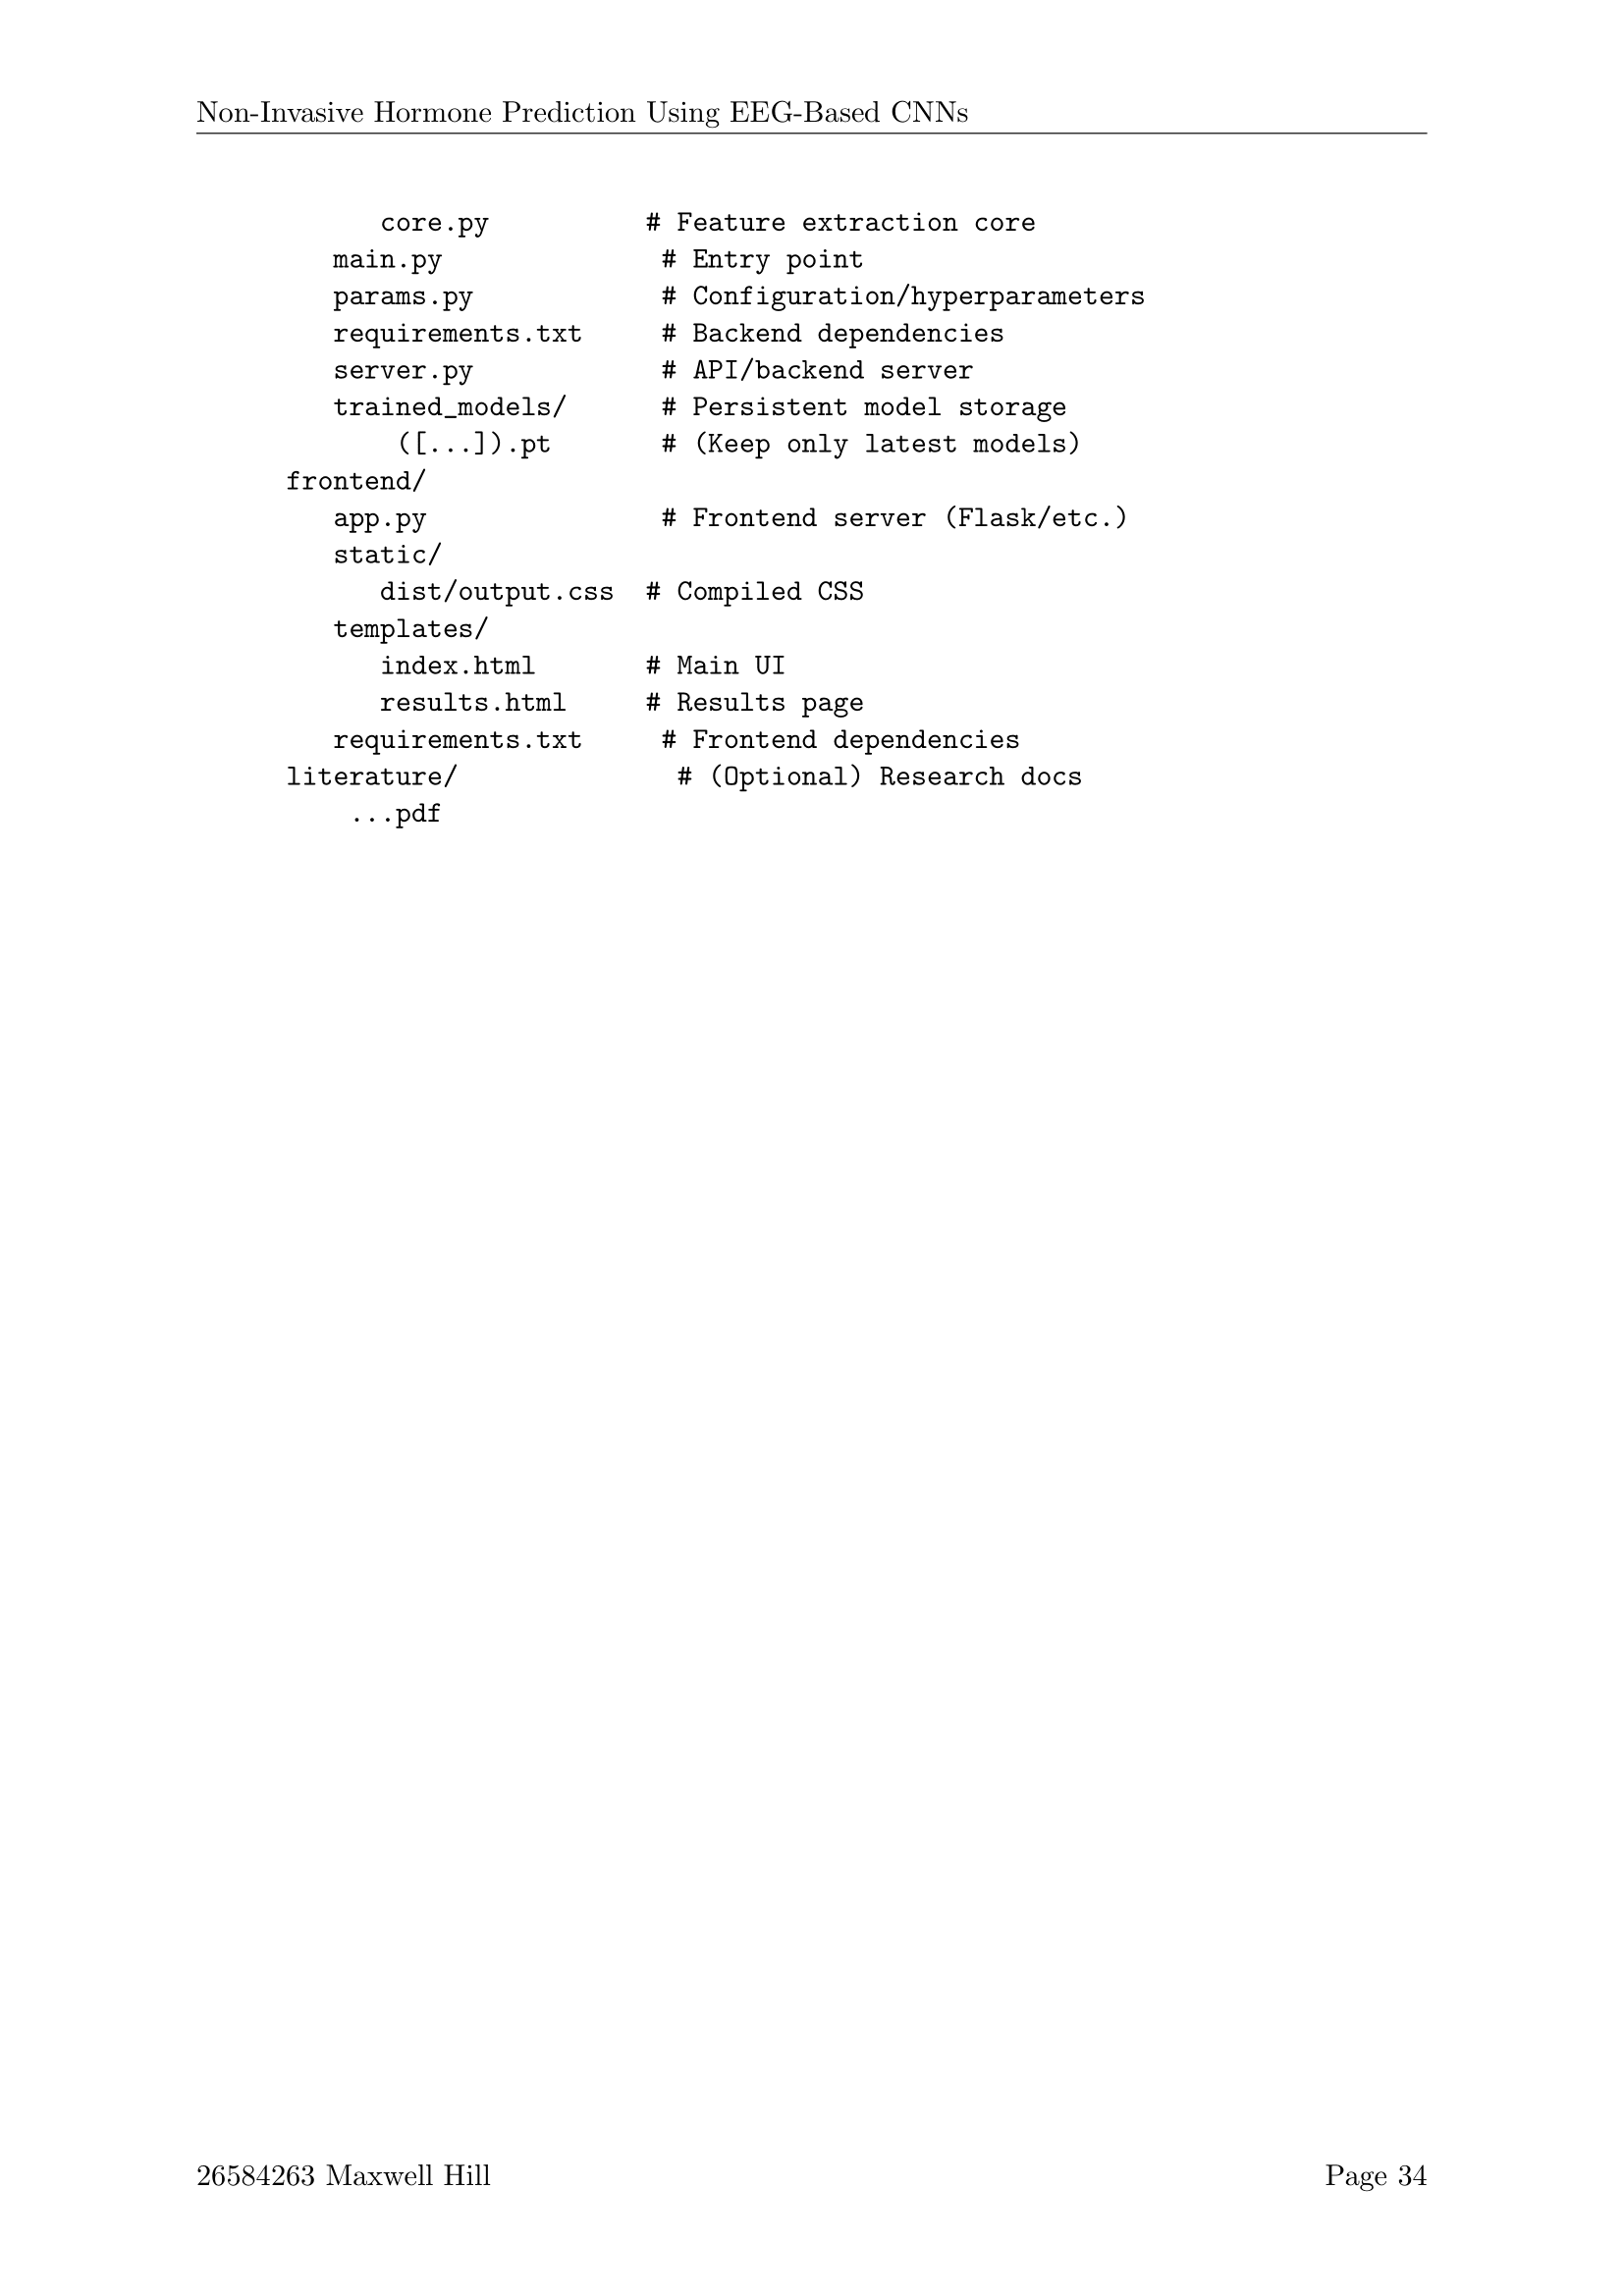 Non-Invasive Hormone Prediction Using EEG-Based CNNs
core.py          # Feature extraction core
main.py              # Entry point
params.py            # Configuration/hyperparameters
requirements.txt     # Backend dependencies
server.py            # API/backend server
trained_models/      # Persistent model storage
([...]).pt       # (Keep only latest models)
frontend/
app.py               # Frontend server (Flask/etc.)
static/
dist/output.css  # Compiled CSS
templates/
index.html       # Main UI
results.html     # Results page
requirements.txt     # Frontend dependencies
literature/              # (Optional) Research docs
...pdf
26584263 Maxwell Hill
Page 34